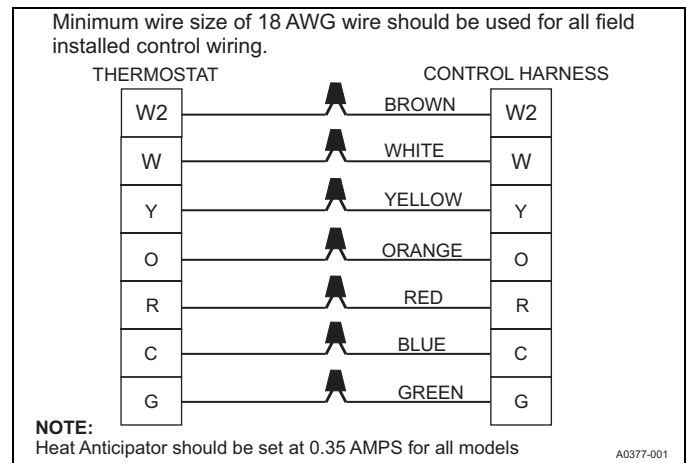 Minimum wire size of 18 AWG wire should be used for all field
installed control wiring.
THERMOSTAT CONTROL HARNESS
W2 BROWN W2
W WHITE W
Y YELLOW Y
O ORANGE O
R RED R
C BLUE C
G GREEN G
NOTE:
Heat Anticipator should be set at 0.35 AMPS for all models
A0377-001